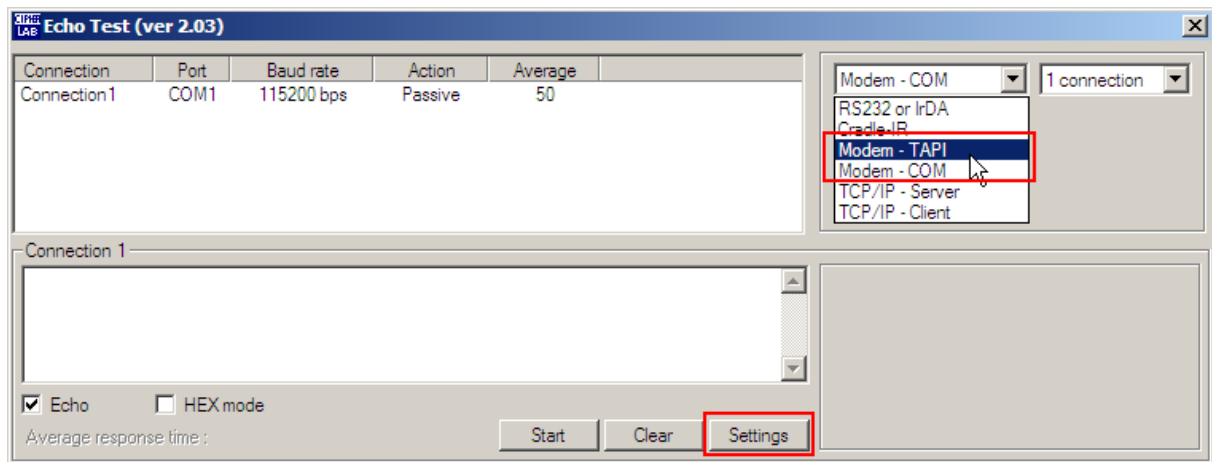 CIPHER LAB Echo Test (ver 2.03)
Connection Port Baud rate Action Average
Connection1 COM1 115200 bps Passive 50
Modem - COM 1 connection
RS232 or IrDA
Cradle-IR
Modem - TAPI
Modem - COM
TCP/IP - Server
TCP/IP - Client
Connection 1
Echo HEX mode
Average response time :
Start Clear Settings